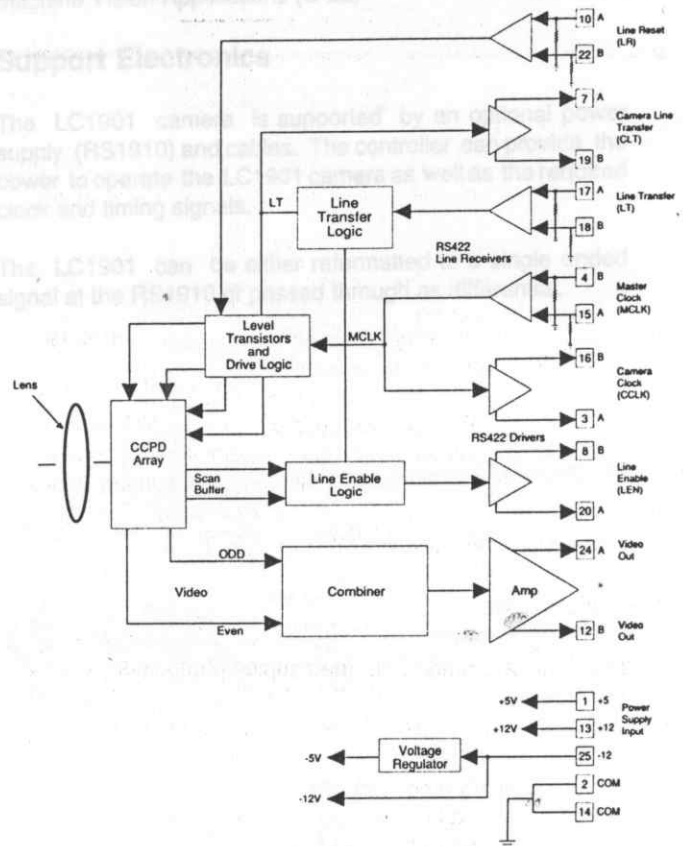 Support Electronics
The LC1901 camera is supported by an optional power
supply (RS1910) and cables. The controller can provide the
power to operate the LC1901 camera as well as the required
clock and timing signals.
The LC1901 can be either reformatted to a single ended
signal at the RS1910 or passed through as differential.
10 A
Line Reset
(LR)
22 B
7 A
Camera Line
Transfer
(CLT)
19 B
17 A
Line Transfer
(LT)
18 B
LT
Line
Transfer
Logic
RS422
Line Receivers
4 B
Master
Clock
(MCLK)
15 A
Level
Transistors
and
Drive Logic
MCLK
16 B
Camera
Clock
(CCLK)
3 A
Lens
CCPD
Array
Scan
Buffer
Line Enable
Logic
RS422 Drivers
8 B
Line
Enable
(LEN)
20 A
ODD
Video
Even
Combiner
Amp
24 A
Video
Out
12 B
Video
Out
+5V
1 +5
Power
Supply
Input
+12V
13 +12
-5V
Voltage
Regulator
25 -12
-12V
2 COM
14 COM